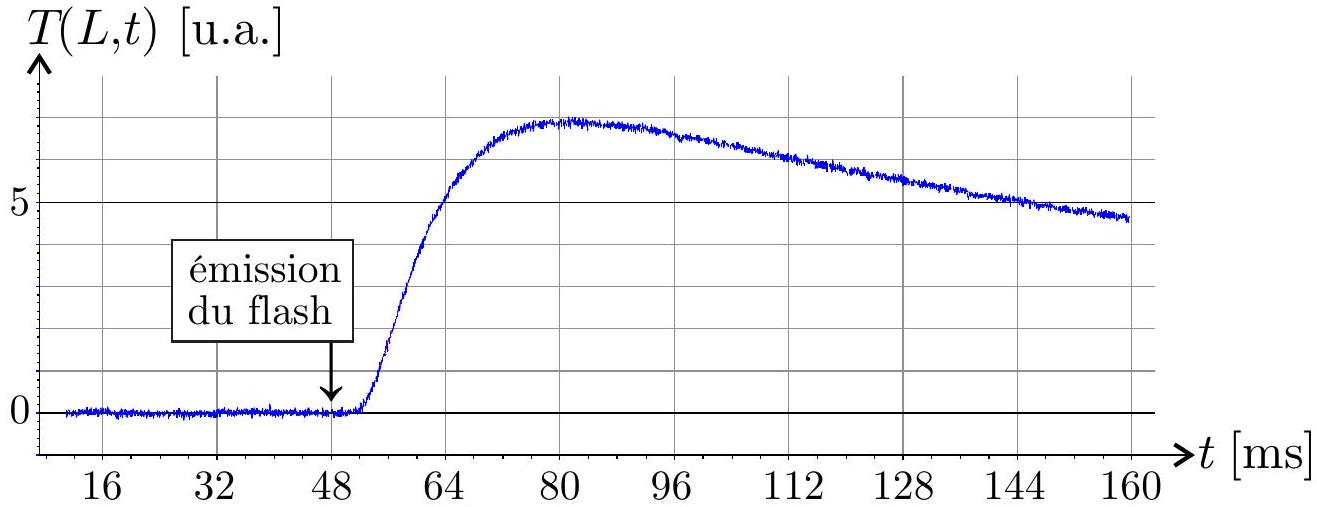 T(L,t) [u.a.]
5
émission
du flash
0
16 32 48 64 80 96 112 128 144 160
t [ms]